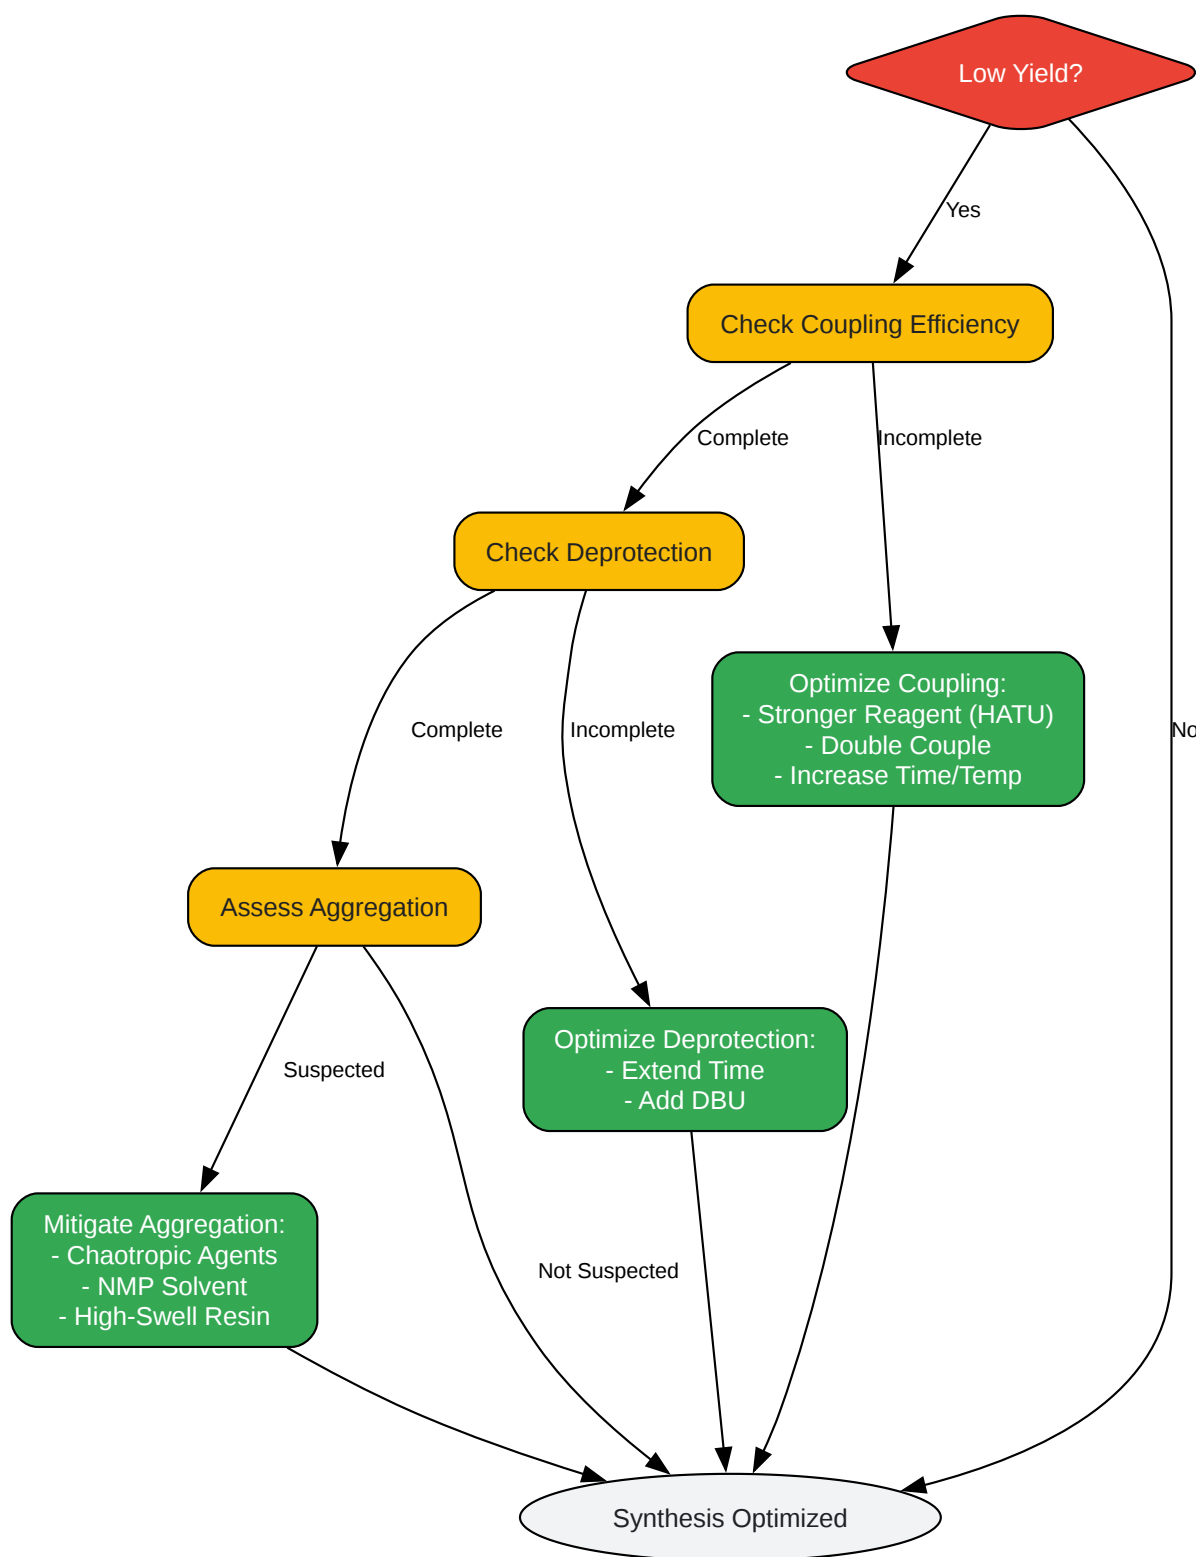 Low Yield?
Yes
Check Coupling Efficiency
Complete
Incomplete
Check Deprotection
Optimize Coupling:
- Stronger Reagent (HATU)
- Double Couple
- Increase Time/Temp
Complete
Incomplete
No
Assess Aggregation
Optimize Deprotection:
- Extend Time
- Add DBU
Suspected
Mitigate Aggregation:
- Chaotropic Agents
- NMP Solvent
- High-Swell Resin
Not Suspected
Synthesis Optimized